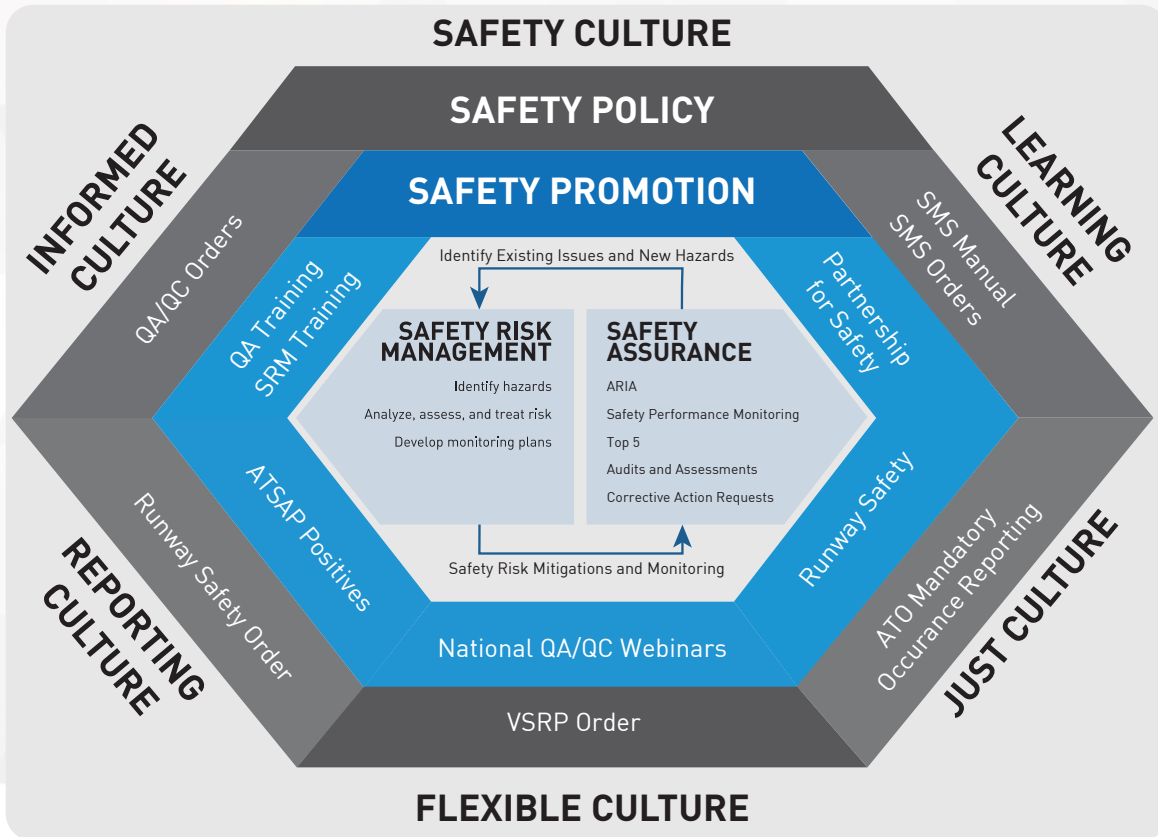 SAFETY CULTURE
SAFETY POLICY
SAFETY PROMOTION
INFORMED
CULTURE
LEARNING
CULTURE
QA/QC Orders
QA Training
SRM Training
Partnership
for Safety
SMS Manual
SMS Orders
Identify Existing Issues and New Hazards
SAFETY RISK
MANAGEMENT
Identify hazards
Analyze, assess, and treat risk
Develop monitoring plans
SAFETY
ASSURANCE
ARIA
Safety Performance Monitoring
Top 5
Audits and Assessments
Corrective Action Requests
Safety Risk Mitigations and Monitoring
REPORTING
CULTURE
Runway Safety Order
ATSAP Positives
National QA/QC Webinars
Runway Safety
ATO Mandatory
Occurance Reporting
JUST CULTURE
VSRP Order
FLEXIBLE CULTURE